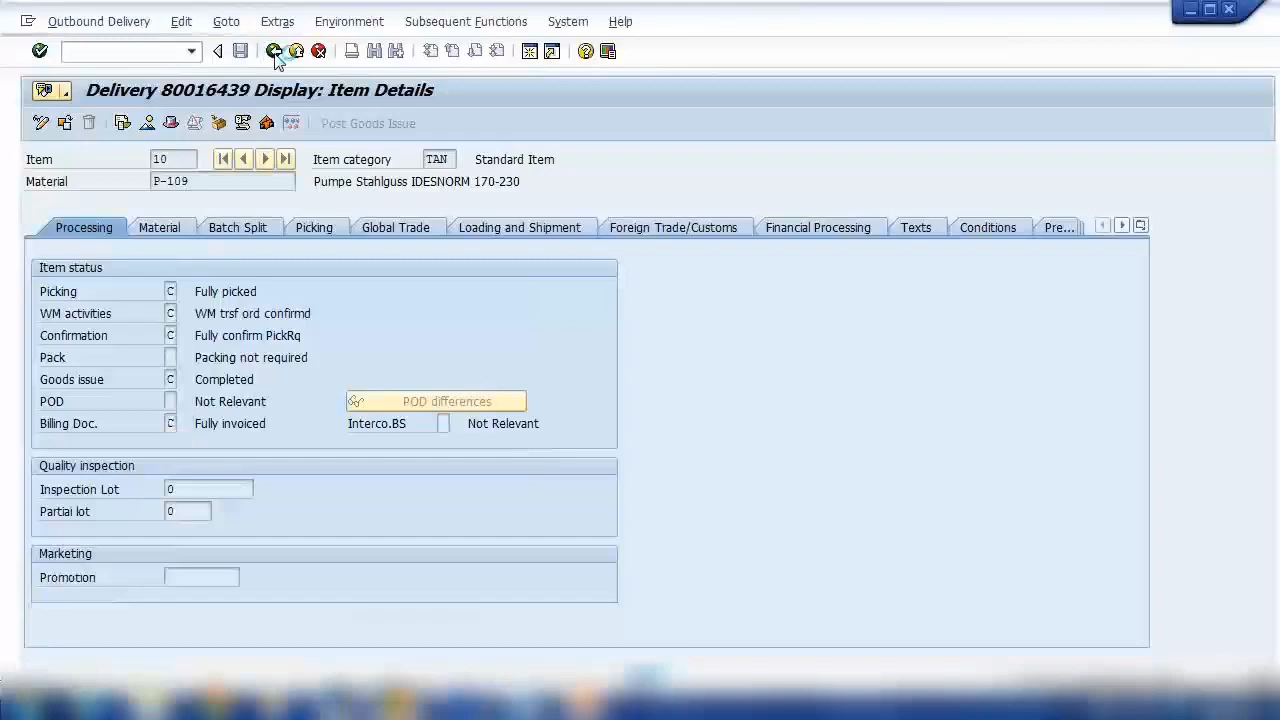 Outbound Delivery Edit Goto Extras Environment Subsequent Functions System Help
Delivery 80016439 Display: Item Details
Post Goods Issue
Item 10 Item category TAN Standard Item
Material P-109 Pumpe Stahlguss IDESNORM 170-230
Processing Material Batch Split Picking Global Trade Loading and Shipment Foreign Trade/Customs Financial Processing Texts Conditions Pre...
Item status
Picking C Fully picked
WM activities C WM trsf ord confirmd
Confirmation C Fully confirm PickRq
Pack Packing not required
Goods issue C Completed
POD Not Relevant POD differences
Billing Doc. C Fully invoiced Interco.BS Not Relevant
Quality inspection
Inspection Lot 0
Partial lot 0
Marketing
Promotion